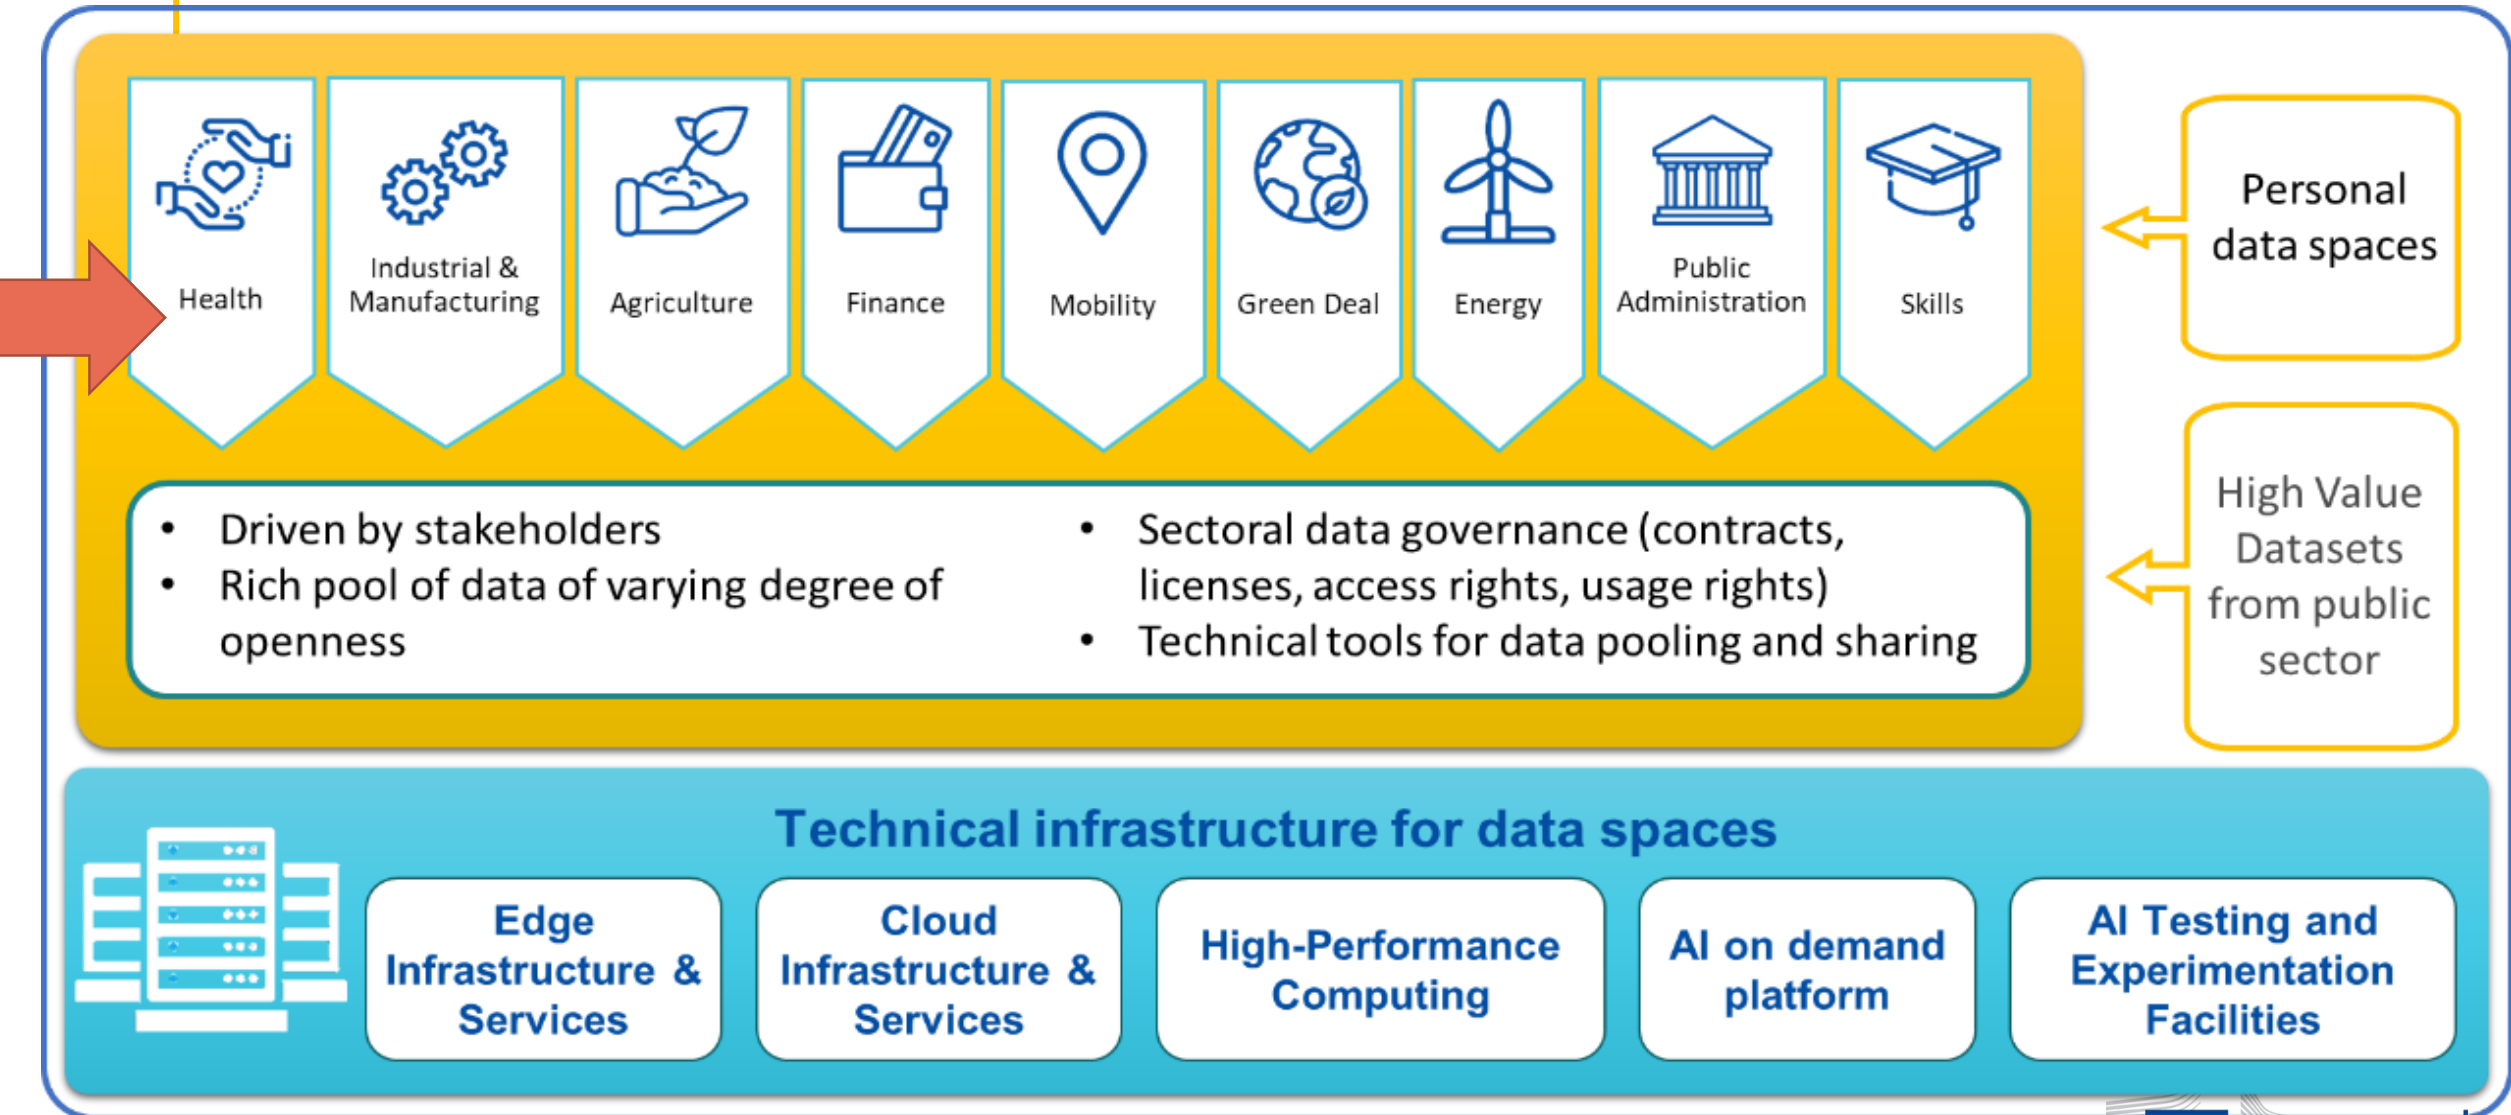 Health
Industrial &
Manufacturing
Agriculture
Finance
Mobility
Green Deal
Energy
Public
Administration
Skills
Personal
data spaces
• Driven by stakeholders
• Rich pool of data of varying degree of
openness
• Sectoral data governance (contracts,
licenses, access rights, usage rights)
• Technical tools for data pooling and sharing
High Value
Datasets
from public
sector
Technical infrastructure for data spaces
Edge
Infrastructure &
Services
Cloud
Infrastructure &
Services
High-Performance
Computing
AI on demand
platform
AI Testing and
Experimentation
Facilities